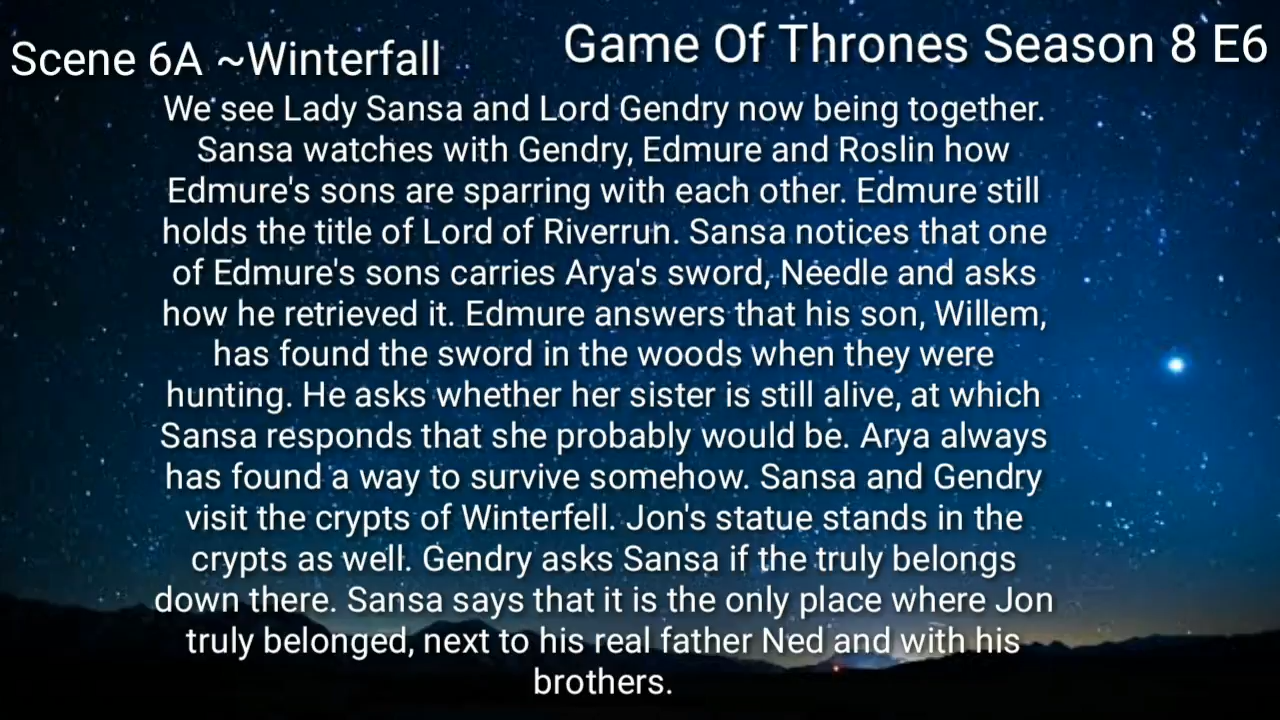 Scene 6A ~Winterfall
Game Of Thrones Season 8 E6
We see Lady Sansa and Lord Gendry now being together.
Sansa watches with Gendry, Edmure and Roslin how
Edmure's sons are sparring with each other. Edmure still
holds the title of Lord of Riverrun. Sansa notices that one
of Edmure's sons carries Arya's sword, Needle and asks
how he retrieved it. Edmure answers that his son, Willem,
has found the sword in the woods when they were
hunting. He asks whether her sister is still alive, at which
Sansa responds that she probably would be. Arya always
has found a way to survive somehow. Sansa and Gendry
visit the crypts of Winterfell. Jon's statue stands in the
crypts as well. Gendry asks Sansa if the truly belongs
down there. Sansa says that it is the only place where Jon
truly belonged, next to his real father Ned and with his
brothers.